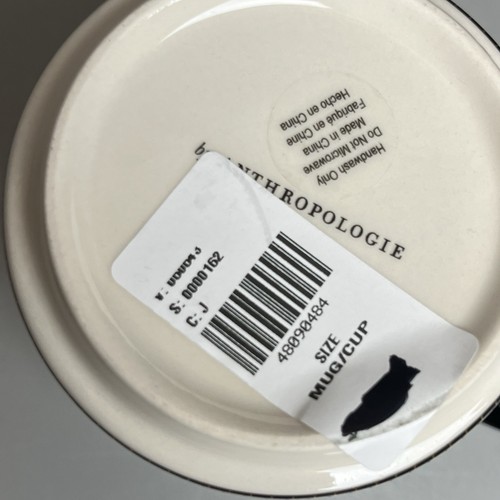 Handwash Only
Do Not Microwave
Made in China
Fabriqué en Chine
Hecho en China
ANTHROPOLOGIE
S: 0000162
C: J
48090484
SIZE
MUG/CUP